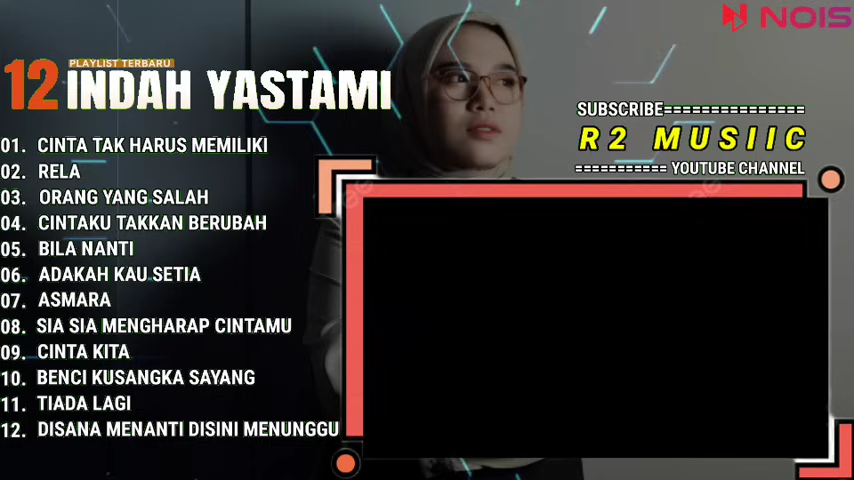 NOIS
PLAYLIST TERBARU
12 INDAH YASTAMI
SUBSCRIBE===============
R2 MUSIIC
=========== YOUTUBE CHANNEL
01. CINTA TAK HARUS MEMILIKI
02. RELA
03. ORANG YANG SALAH
04. CINTAKU TAKKAN BERUBAH
05. BILA NANTI
06. ADAKAH KAU SETIA
07. ASMARA
08. SIA SIA MENGHARAP CINTAMU
09. CINTA KITA
10. BENCI KUSANGKA SAYANG
11. TIADA LAGI
12. DISANA MENANTI DISINI MENUNGGU